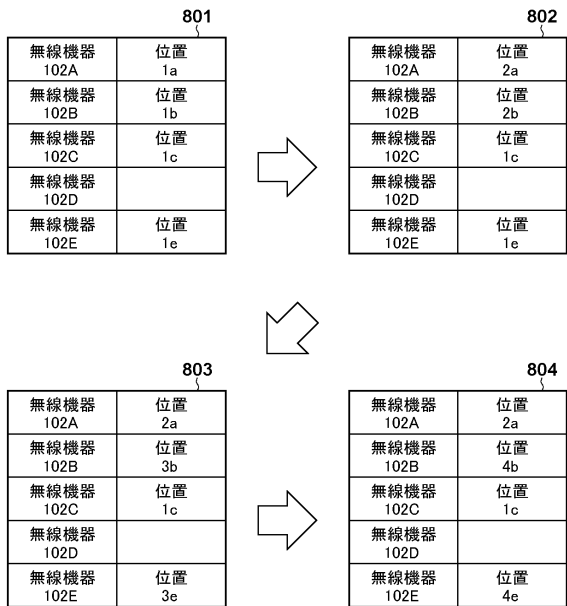 801
無線機器 位置
102A 1a
無線機器 位置
102B 1b
無線機器 位置
102C 1c
無線機器
102D
無線機器 位置
102E 1e
802
無線機器 位置
102A 2a
無線機器 位置
102B 2b
無線機器 位置
102C 1c
無線機器
102D
無線機器 位置
102E 1e
803
無線機器 位置
102A 2a
無線機器 位置
102B 3b
無線機器 位置
102C 1c
無線機器
102D
無線機器 位置
102E 3e
804
無線機器 位置
102A 2a
無線機器 位置
102B 4b
無線機器 位置
102C 1c
無線機器
102D
無線機器 位置
102E 4e